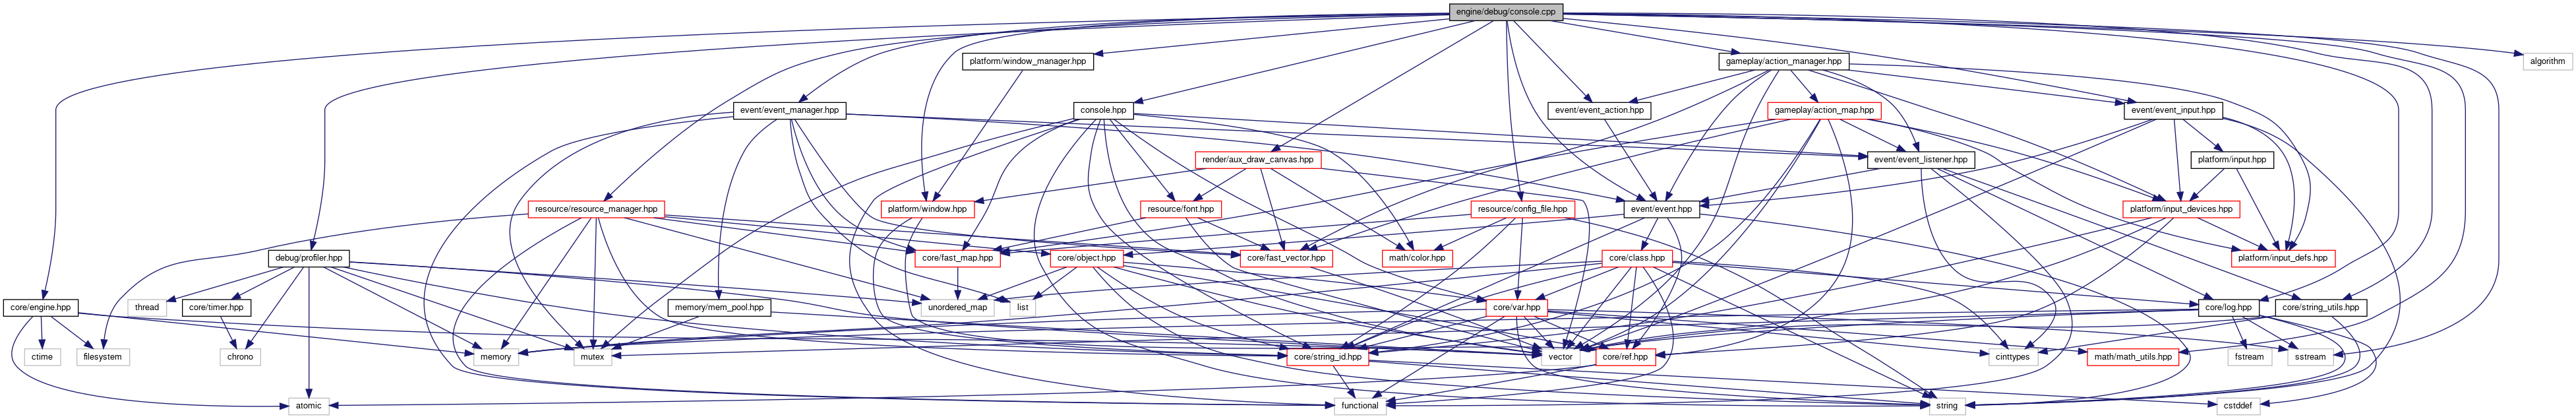 engine/debug/console.cpp
platform/window_manager.hpp
gameplay/action_manager.hpp
algorithm
event/event_manager.hpp
console.hpp
event/event_action.hpp
gameplay/action_map.hpp
event/event_input.hpp
render/aux_draw_canvas.hpp
event/event_listener.hpp
platform/input.hpp
resource/resource_manager.hpp
platform/window.hpp
resource/font.hpp
resource/config_file.hpp
event/event.hpp
platform/input_devices.hpp
debug/profiler.hpp
core/fast_map.hpp
core/object.hpp
core/fast_vector.hpp
math/color.hpp
core/class.hpp
platform/input_defs.hpp
core/engine.hpp
thread
core/timer.hpp
memory/mem_pool.hpp
unordered_map
list
core/var.hpp
core/log.hpp
core/string_utils.hpp
ctime
filesystem
chrono
memory
mutex
core/string_id.hpp
vector
core/ref.hpp
cinttypes
math/math_utils.hpp
fstream
sstream
atomic
functional
string
cstddef